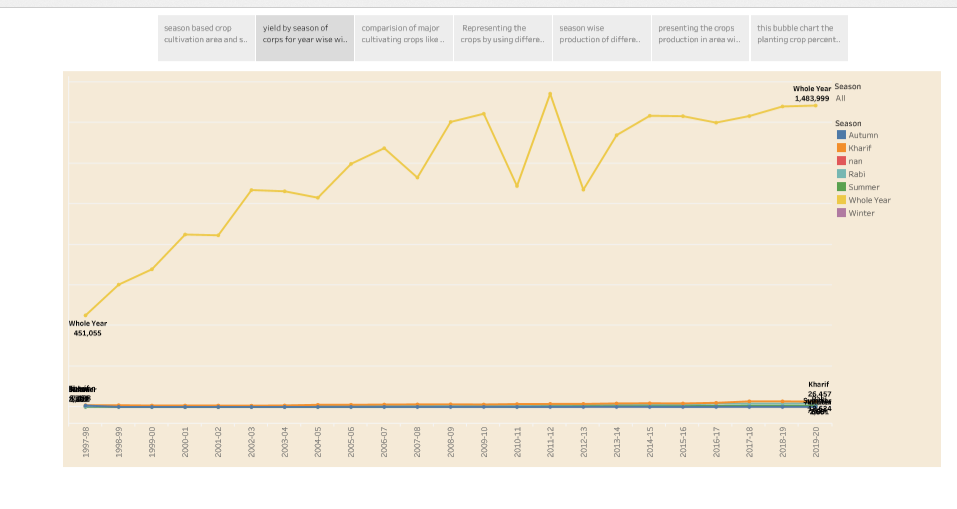 season based crop
cultivation area and s..
yield by season of
corps for year wise wi..
comparision of major
cultivating crops like ..
Representing the
crops by using differe..
season wise
production of differe..
presenting the crops
production in area wi..
this bubble chart the
planting crop percent..
Whole Year
1,483,999
Season
All
Season
Autumn
Kharif
nan
Rabi
Summer
Whole Year
Winter
Whole Year
451,055
Kharif
25,457
1997-98
1998-99
1999-00
2000-01
2001-02
2002-03
2003-04
2004-05
2005-06
2006-07
2007-08
2008-09
2009-10
2010-11
2011-12
2012-13
2013-14
2014-15
2015-16
2016-17
2017-18
2018-19
2019-20